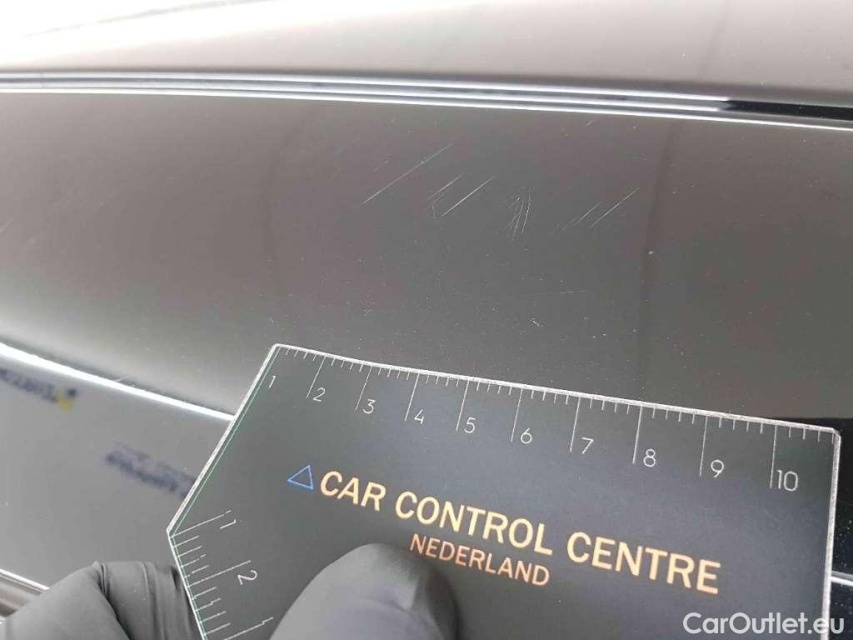 1 2 3 4 5 6 7 8 9 10
CAR CONTROL CENTRE
NEDERLAND
1
2
CarOutlet.eu